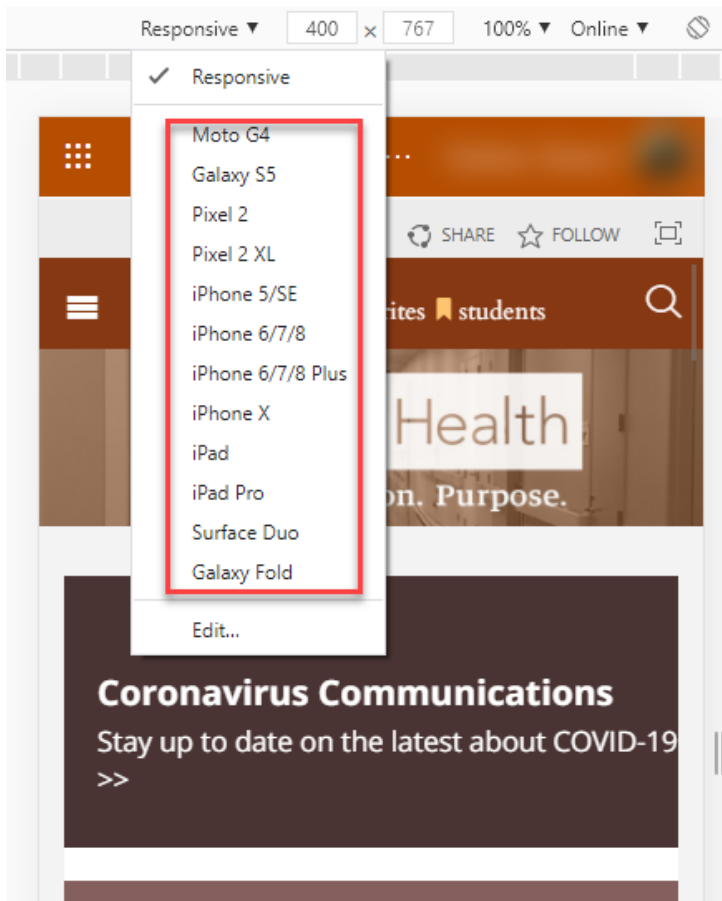 Responsive ▼ 400 × 767 100% ▼ Online ▼
✓ Responsive
Moto G4
Galaxy S5
Pixel 2
Pixel 2 XL
iPhone 5/SE
iPhone 6/7/8
iPhone 6/7/8 Plus
iPhone X
iPad
iPad Pro
Surface Duo
Galaxy Fold
Edit...
...
SHARE FOLLOW
rites students
Health
on. Purpose.
Coronavirus Communications
Stay up to date on the latest about COVID-19
>>